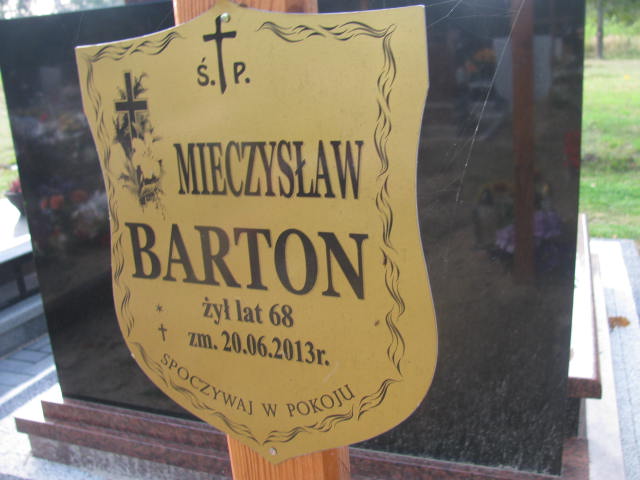 Ś. P.
MIECZYSŁAW
BARTON
żył lat 68
zm. 20.06.2013r.
SPOCZYWAJ W POKOJU